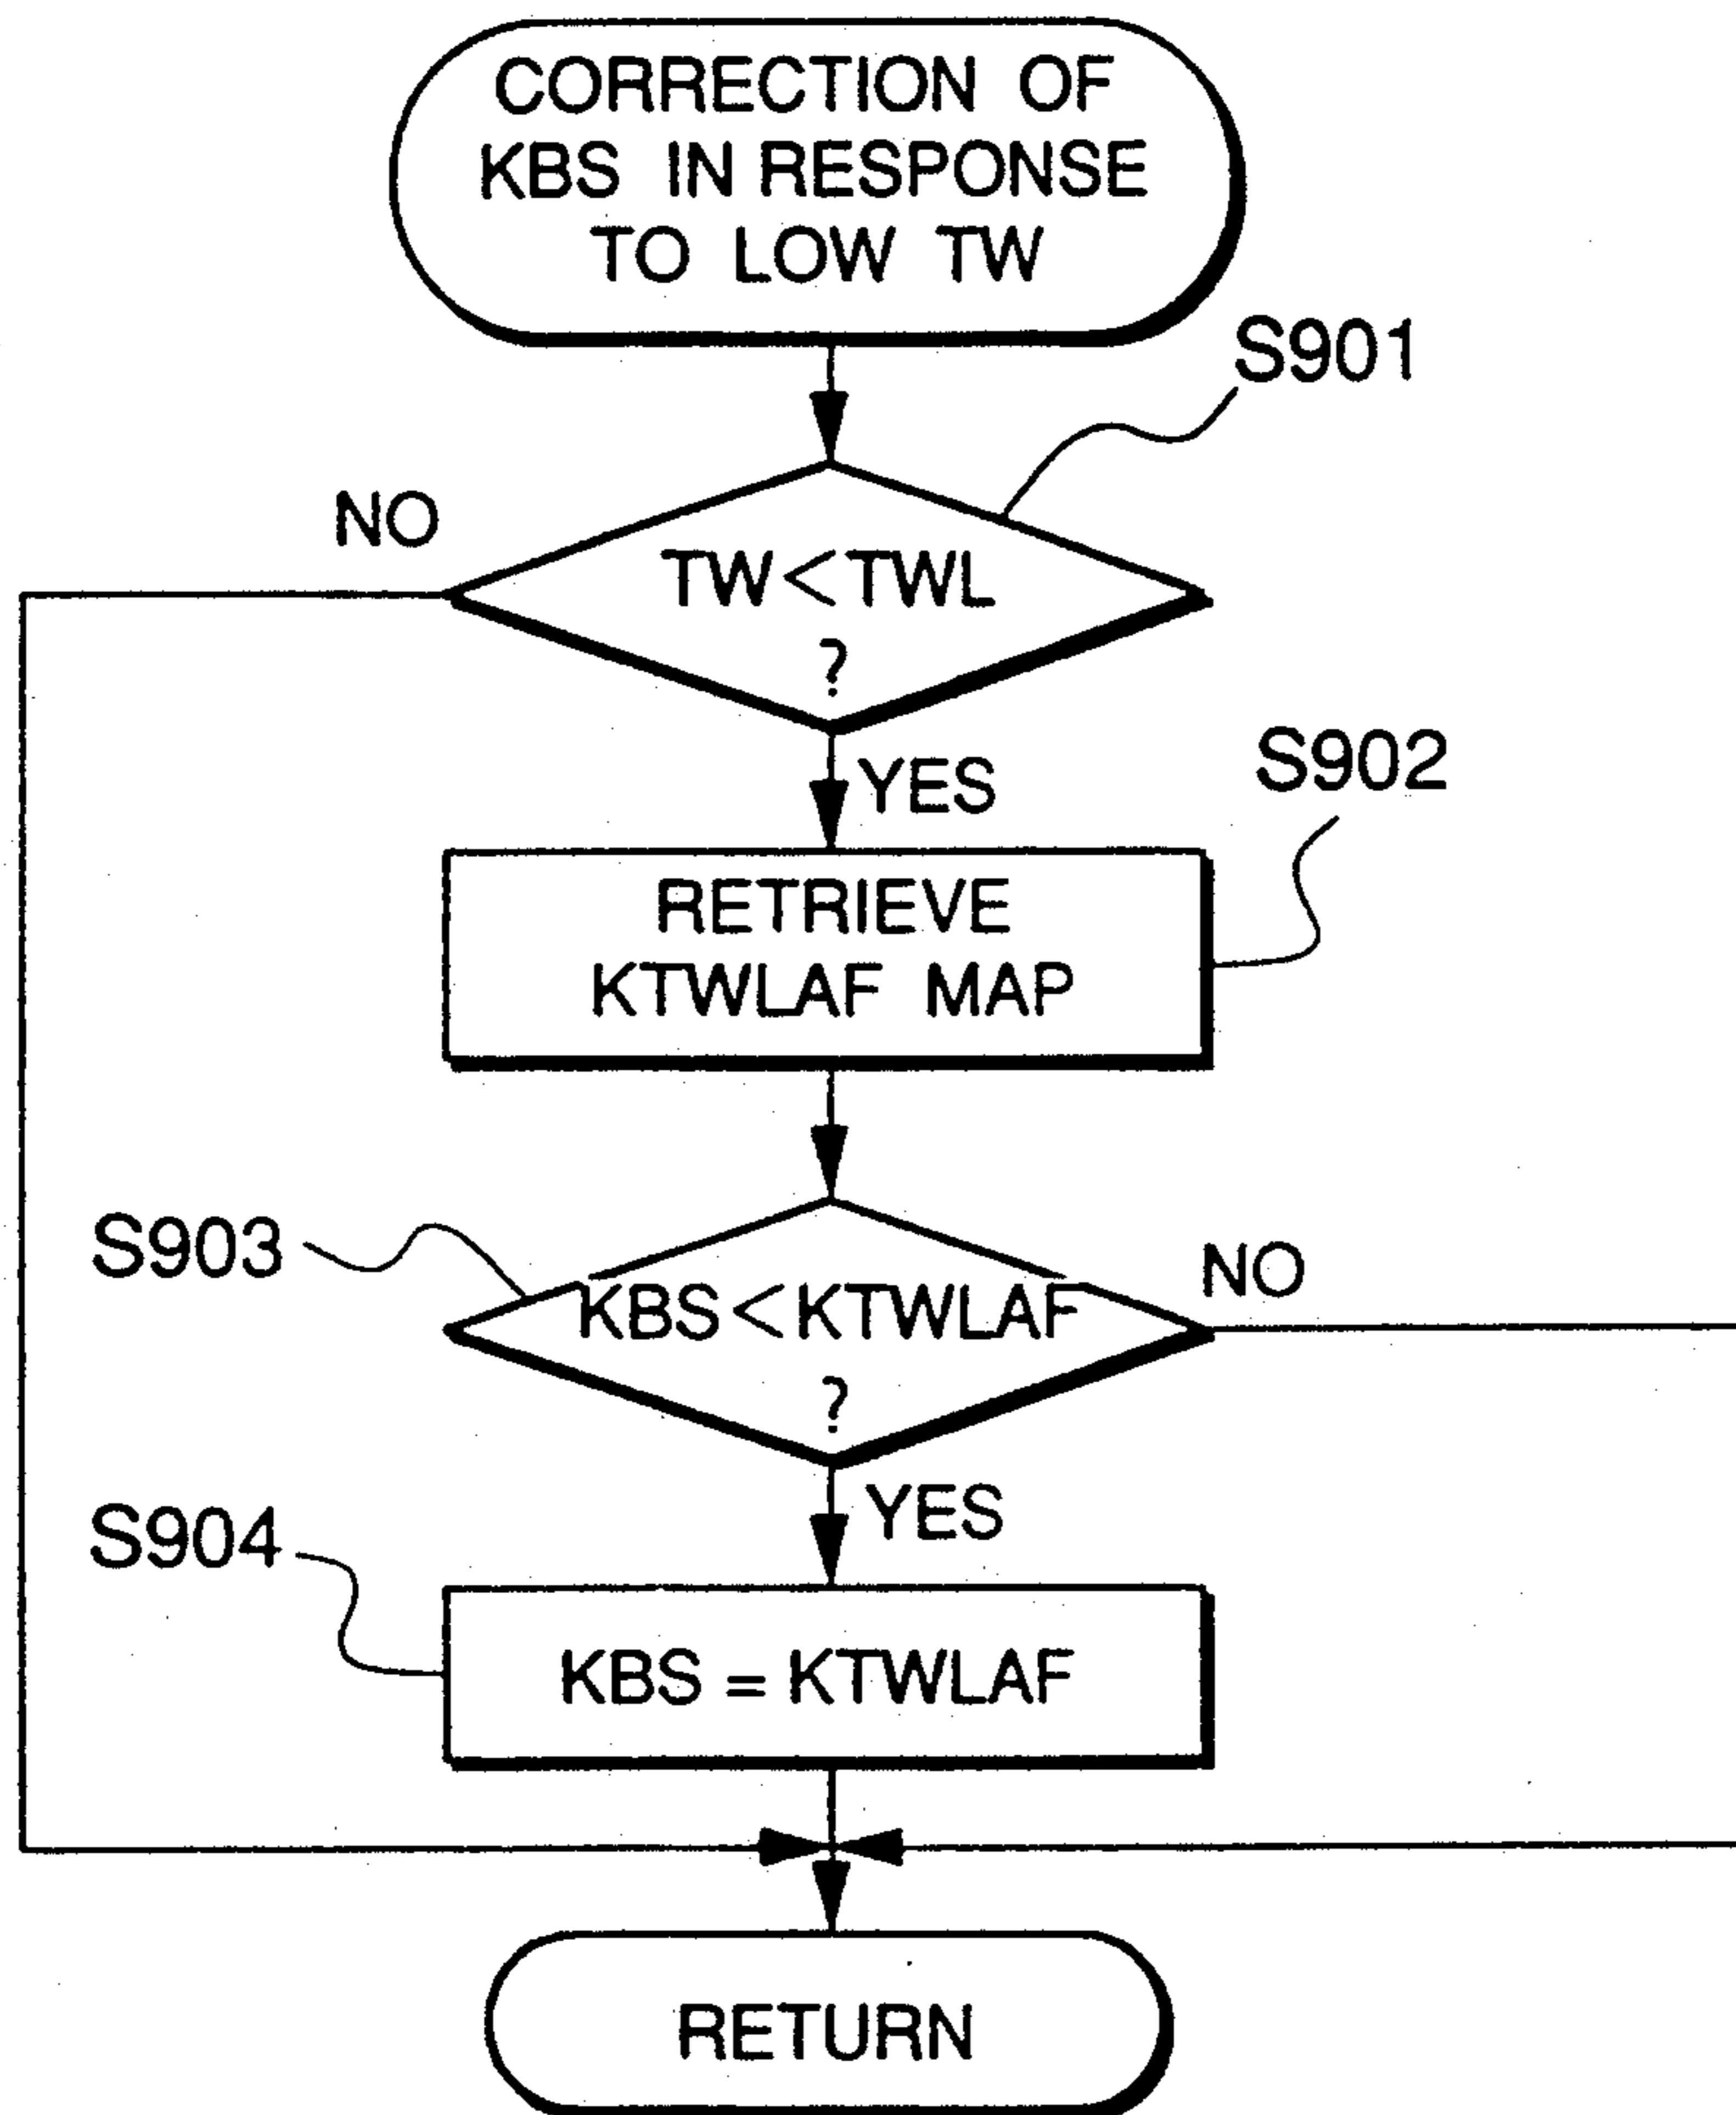 CORRECTION OF
KBS IN RESPONSE
TO LOW TW
S901
NO
TW<TWL
?
YES
S902
RETRIEVE
KTWLAF MAP
S903
KBS<KTWLAF
?
NO
YES
S904
KBS = KTWLAF
RETURN